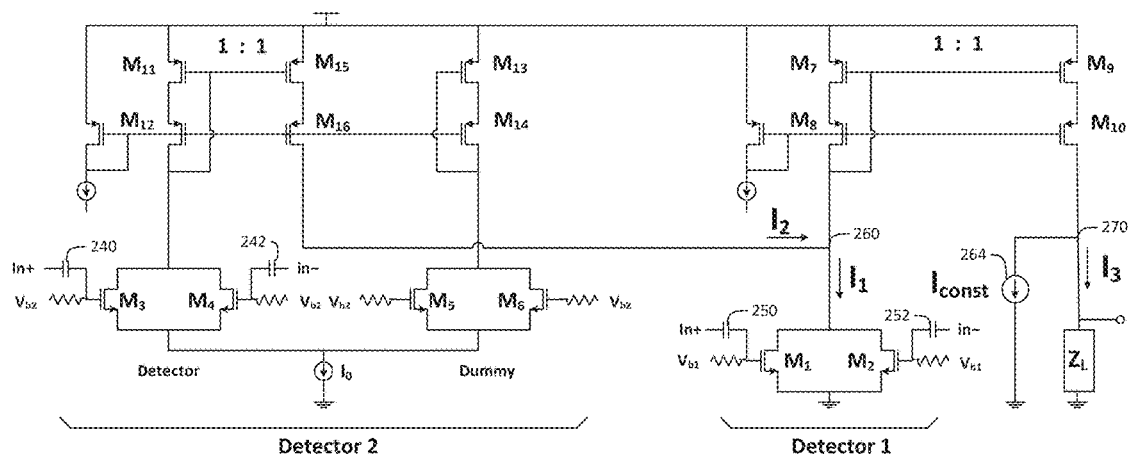 1 : 1
1 : 1
M11
M15
M13
M7
M9
M12
M16
M14
M8
M10
I2
260
270
240
242
264
I3
In+
in-
I1
Iconst
250
252
Vb2
M3
M4
Vb2
Vb2
M5
M6
Vb2
In+
in-
Vb1
M1
M2
Vb1
ZL
Detector
I0
Dummy
Detector 2
Detector 1